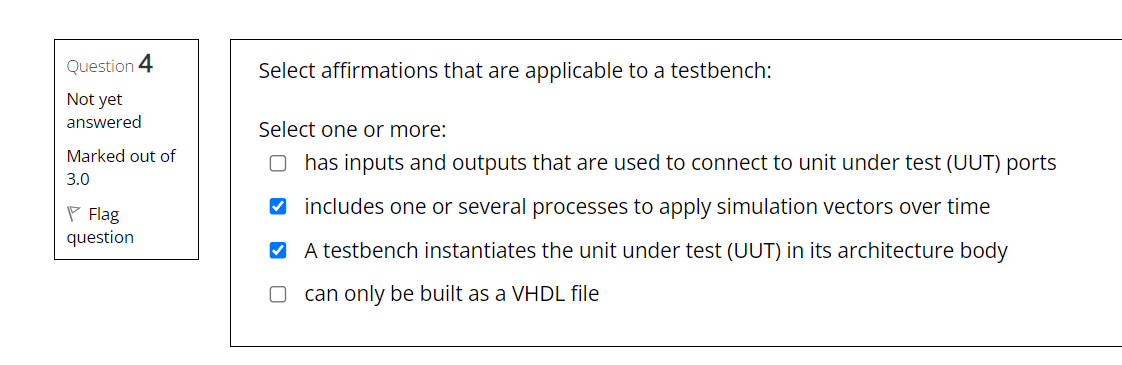 Question 4
Not yet
answered
Marked out of
3.0
Flag
question
Select affirmations that are applicable to a testbench:
Select one or more:
has inputs and outputs that are used to connect to unit under test (UUT) ports
includes one or several processes to apply simulation vectors over time
A testbench instantiates the unit under test (UUT) in its architecture body
can only be built as a VHDL file